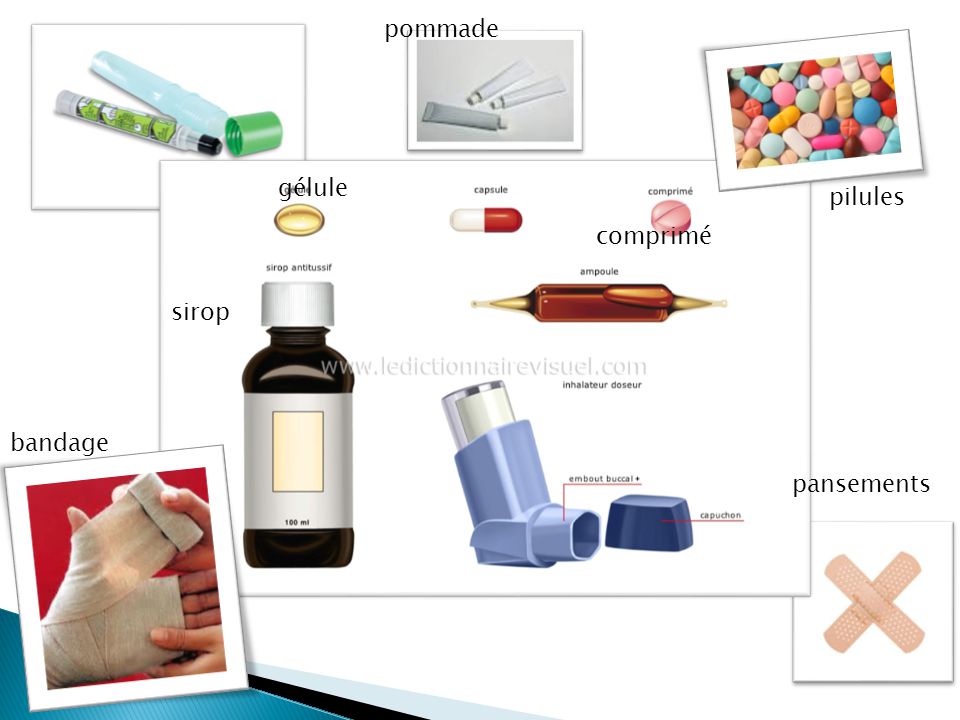 pommade
gélule
gélule
capsule
comprimé
pilules
comprimé
sirop antitussif
ampoule
sirop
www.ledictionnairevisuel.com
inhalateur doseur
bandage
embout buccal +
pansements
capuchon
100 ml